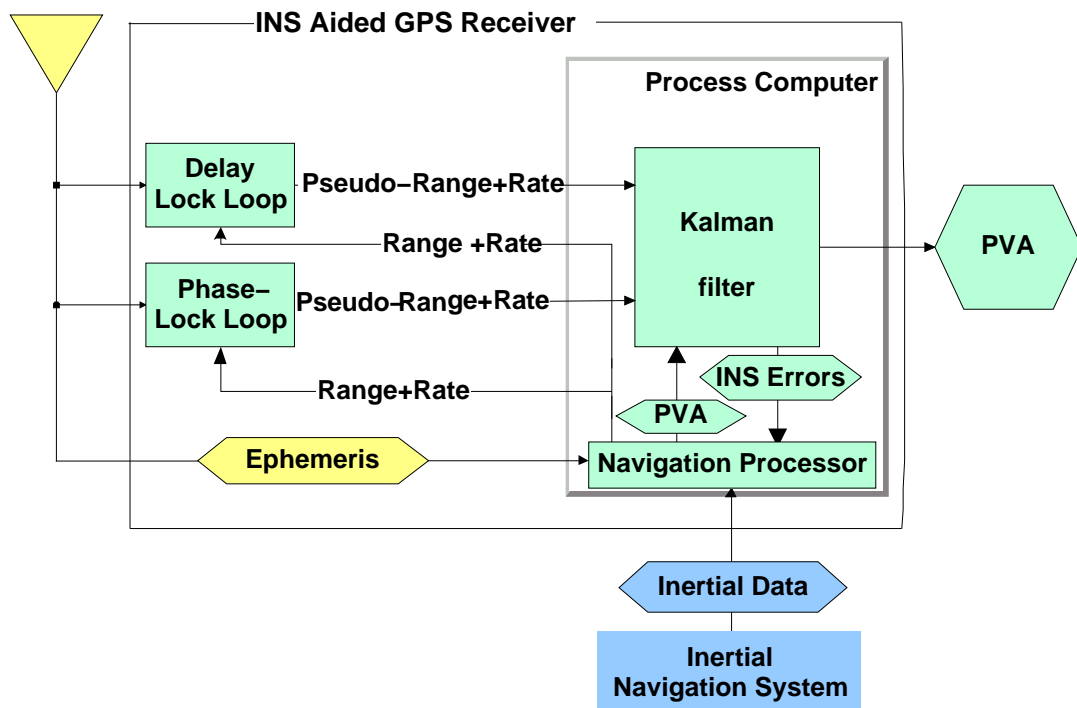 INS Aided GPS Receiver
Process Computer
Delay
Lock Loop
Pseudo−Range+Rate
Kalman
filter
PVA
Range +Rate
Phase−
Lock Loop
Pseudo−Range+Rate
Range+Rate
INS Errors
PVA
Ephemeris
Navigation Processor
Inertial Data
Inertial
Navigation System